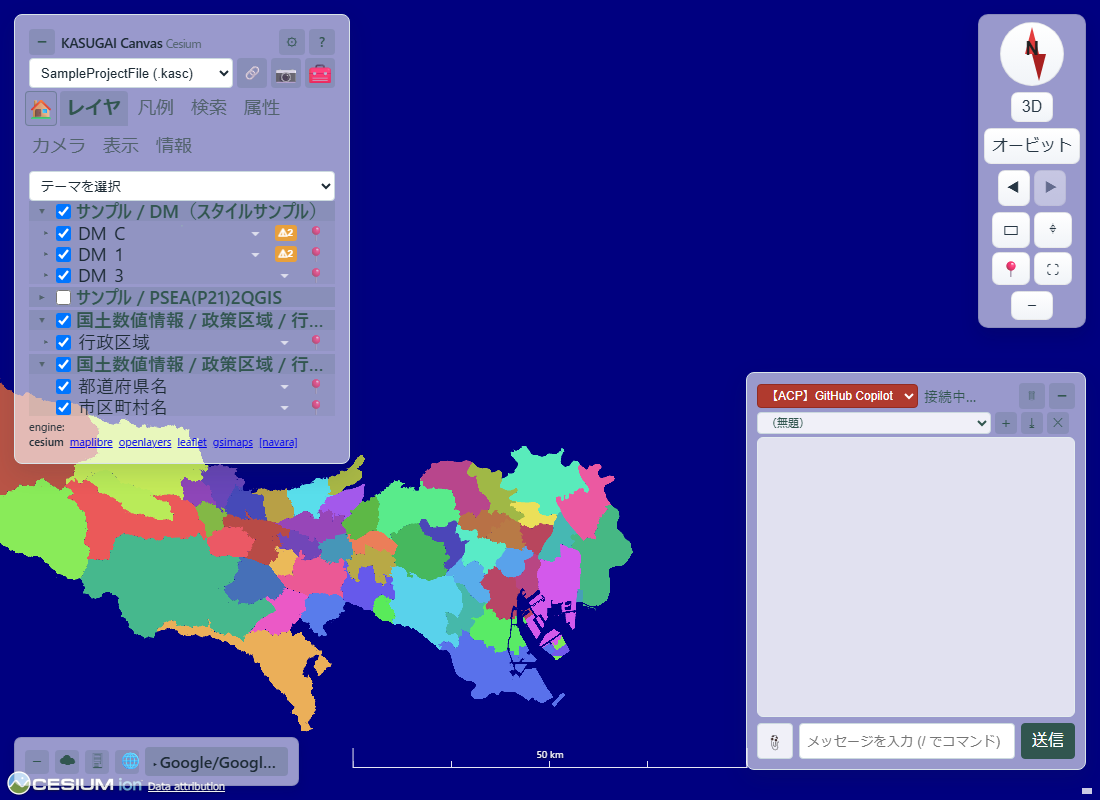 KASUGAI Canvas Cesium
?
SampleProjectFile (.kasc)
レイヤ 凡例 検索 属性
カメラ 表示 情報
テーマを選択
サンプル / DM（スタイルサンプル）
DM C ⚠2
DM 1 ⚠2
DM 3
サンプル / PSEA(P21)2QGIS
国土数値情報 / 政策区域 / 行...
行政区域
国土数値情報 / 政策区域 / 行...
都道府県名
市区町村名
engine:
cesium maplibre openlayers leaflet gsimaps [navara]
N
3D
オービット
【ACP】GitHub Copilot 接続中...
（無題）
メッセージを入力 (/ でコマンド) 送信
Google/Googl...
50 km
CESIUM ion Data attribution